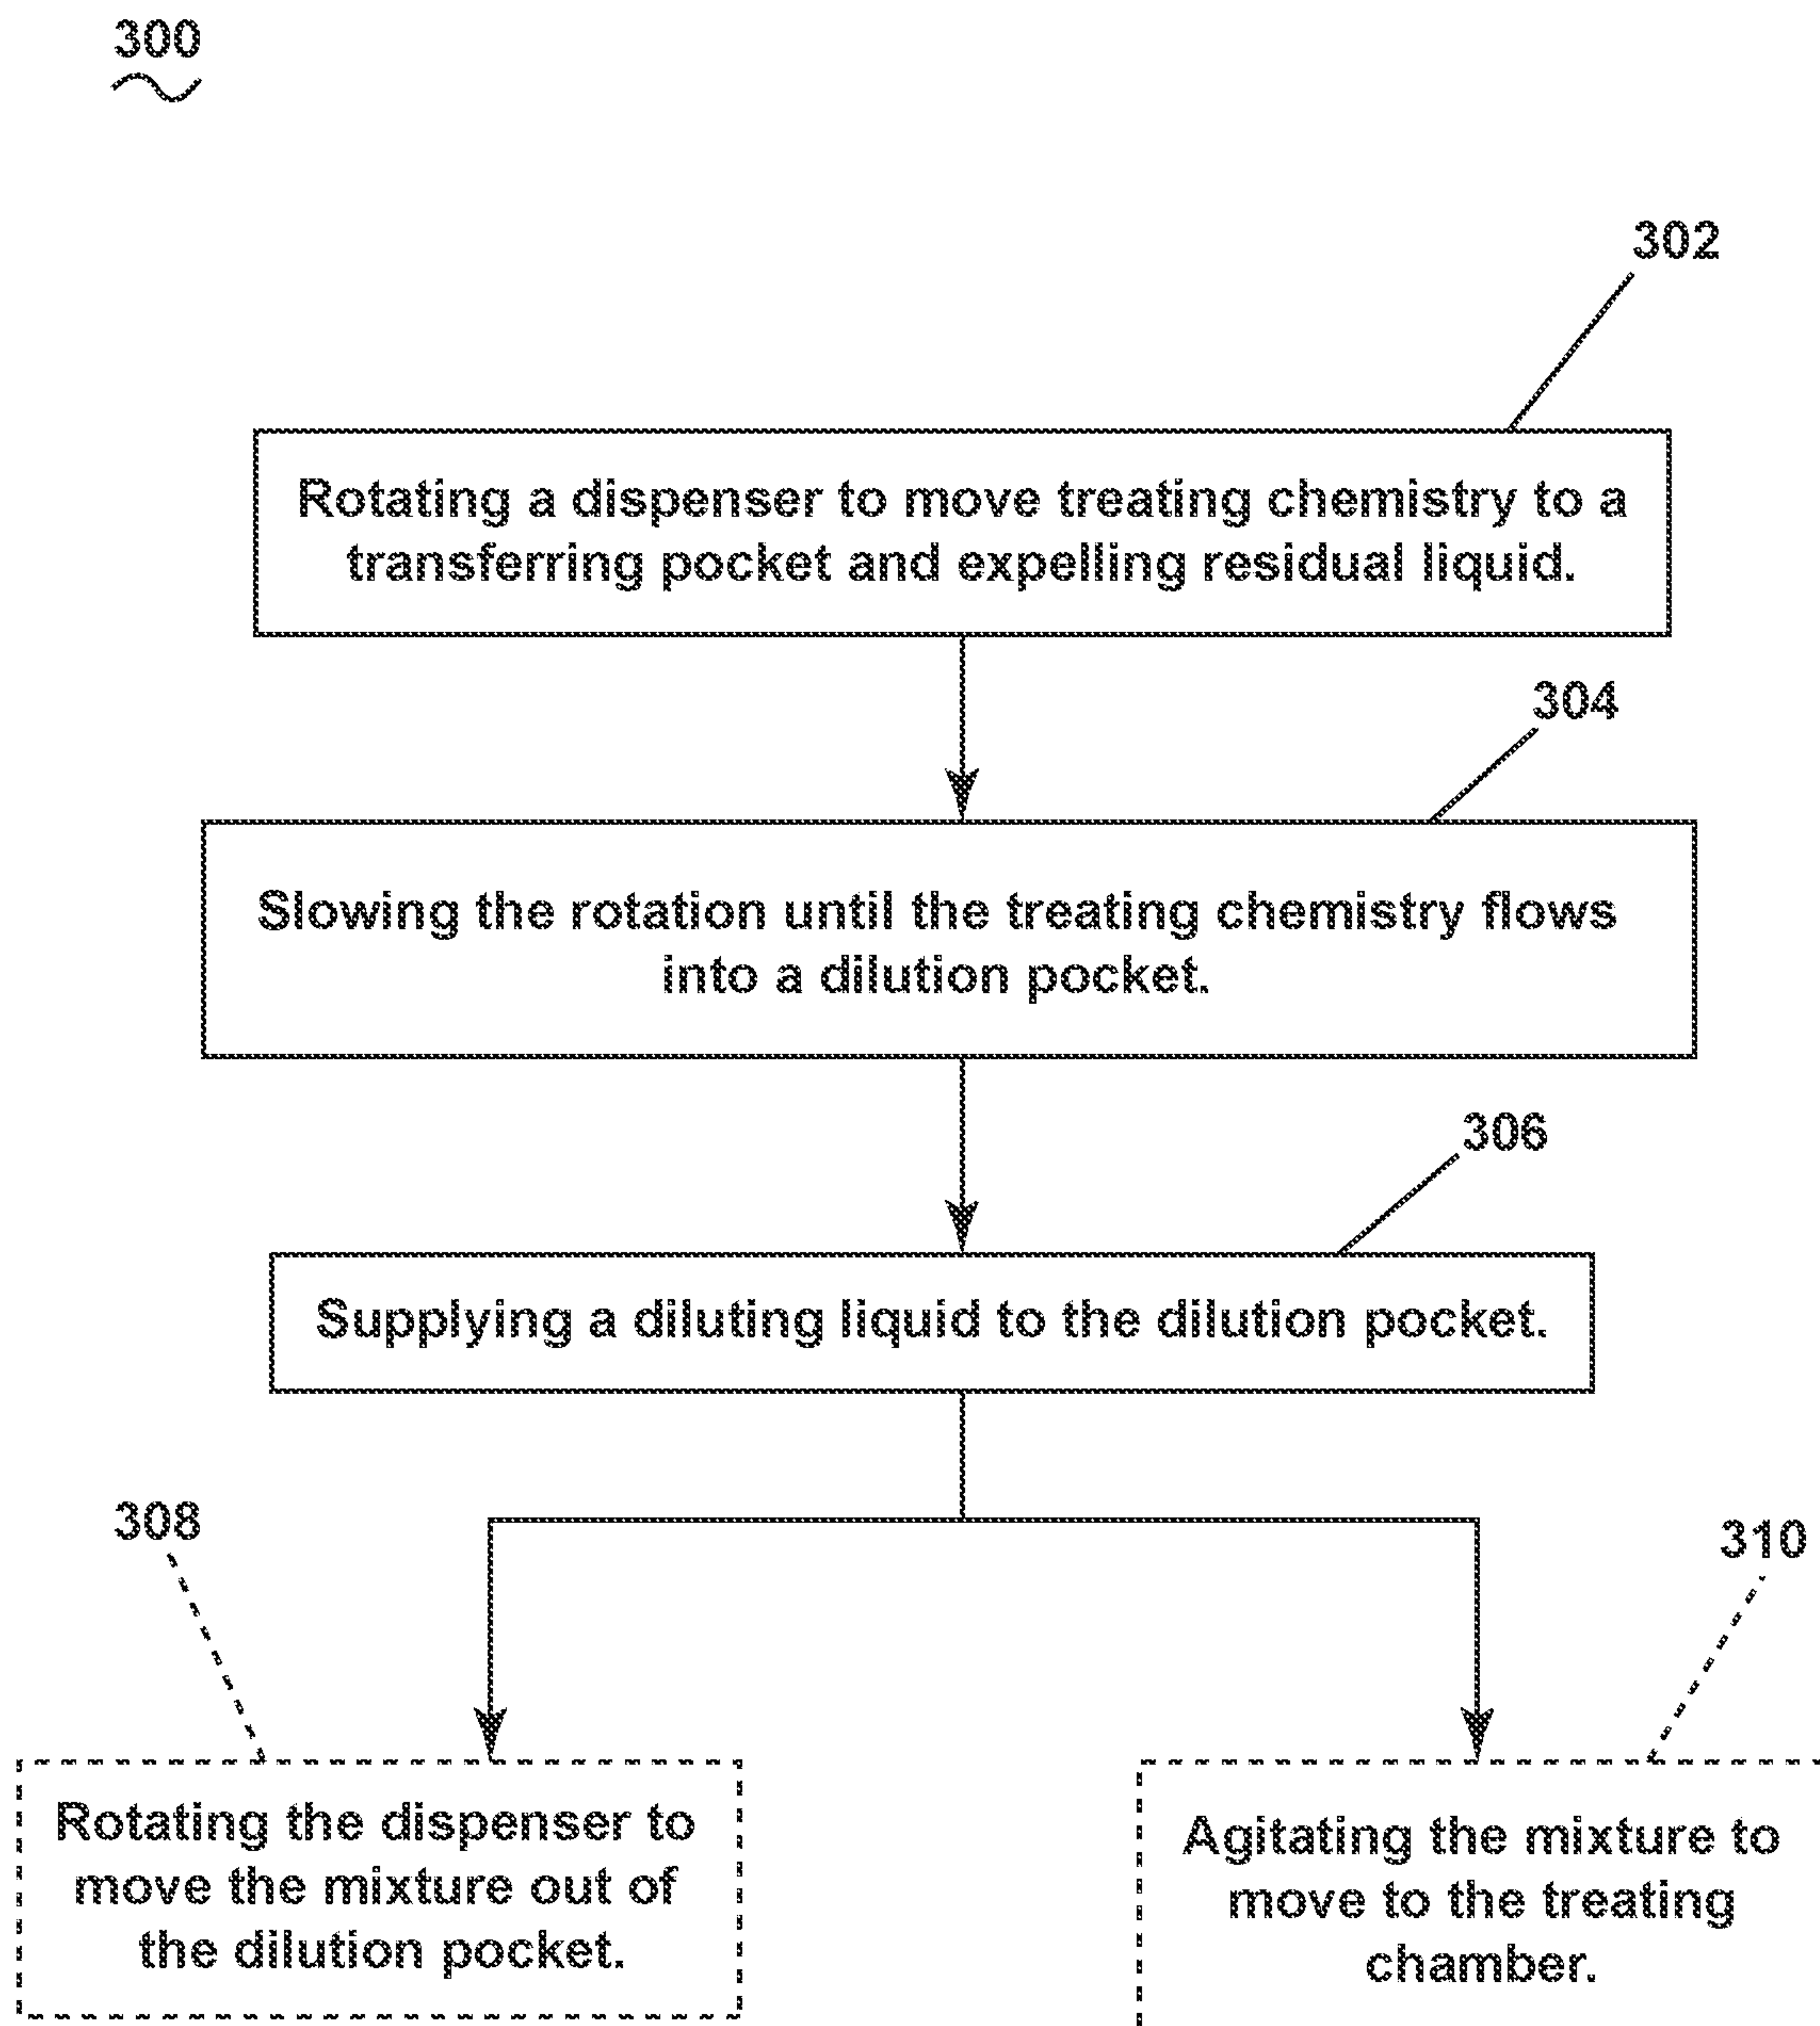 300
302
Rotating a dispenser to move treating chemistry to a
transferring pocket and expelling residual liquid.
304
Slowing the rotation until the treating chemistry flows
into a dilution pocket.
306
Supplying a diluting liquid to the dilution pocket.
308
310
Rotating the dispenser to
move the mixture out of
the dilution pocket.
Agitating the mixture to
move to the treating
chamber.